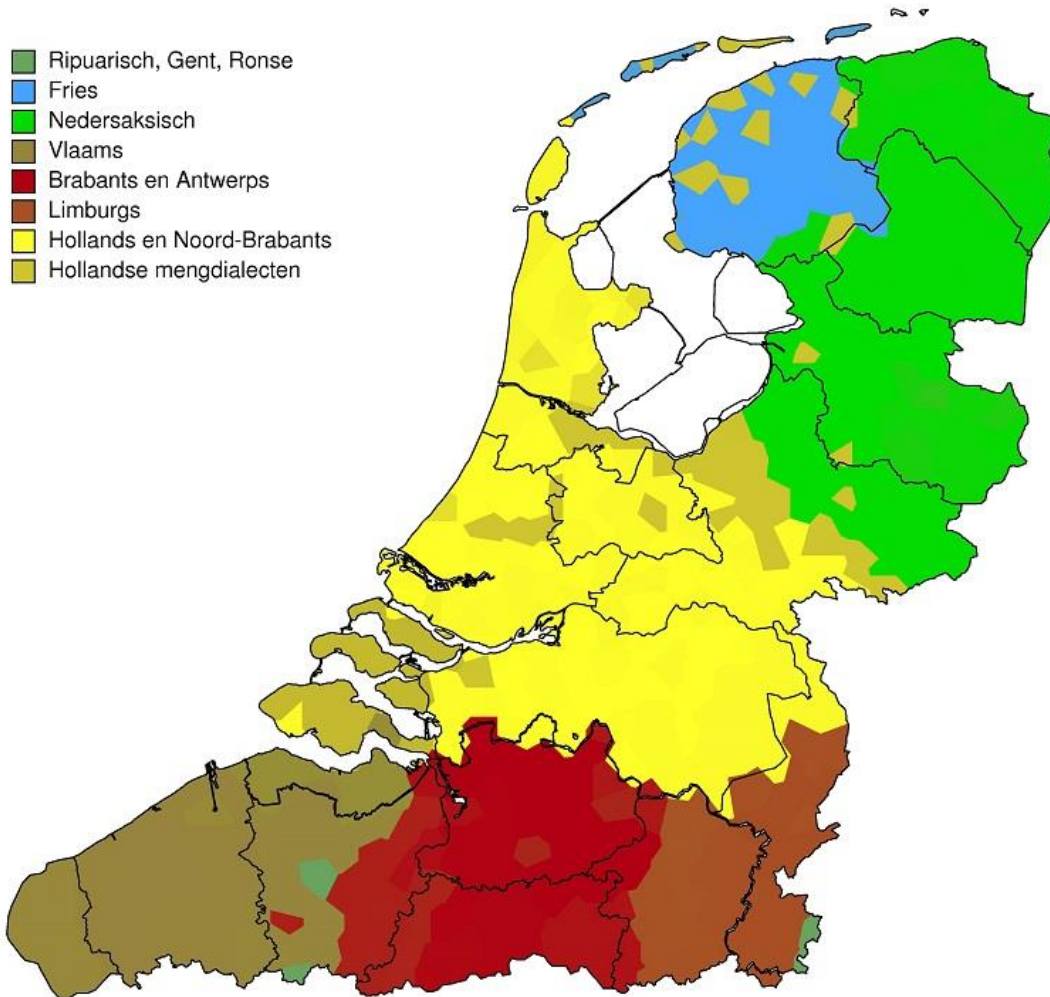 Ripuarisch, Gent, Ronse
Fries
Nedersaksisch
Vlaams
Brabants en Antwerps
Limburgs
Hollands en Noord-Brabants
Hollandse mengdialecten